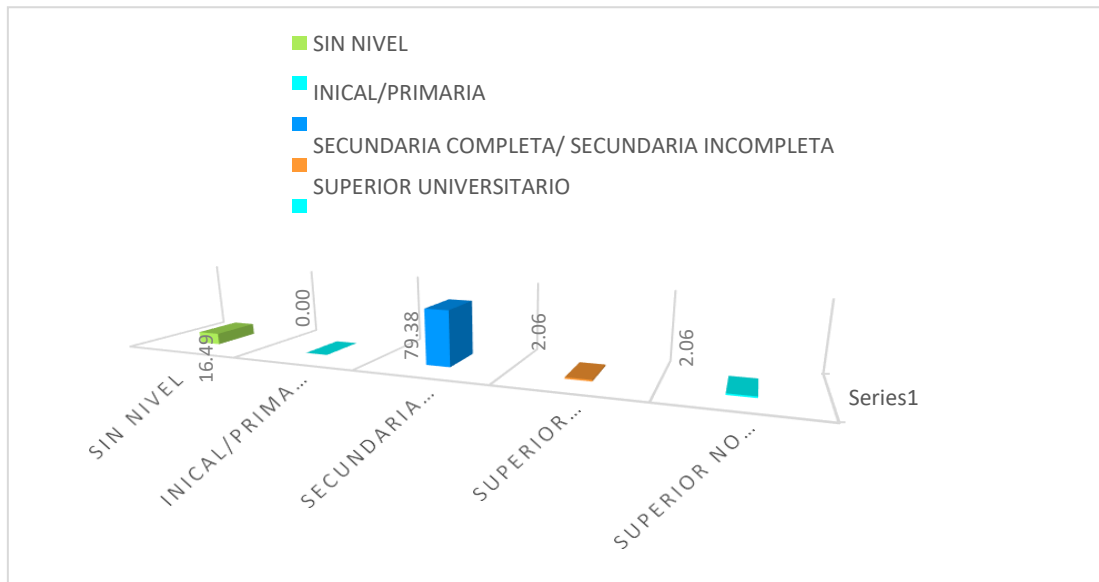 SIN NIVEL
INICAL/PRIMARIA
SECUNDARIA COMPLETA/ SECUNDARIA INCOMPLETA
SUPERIOR UNIVERSITARIO
16.49
0.00
79.38
2.06
2.06
SIN NIVEL
INICAL/PRIMA...
SECUNDARIA...
SUPERIOR...
SUPERIOR NO...
Series1